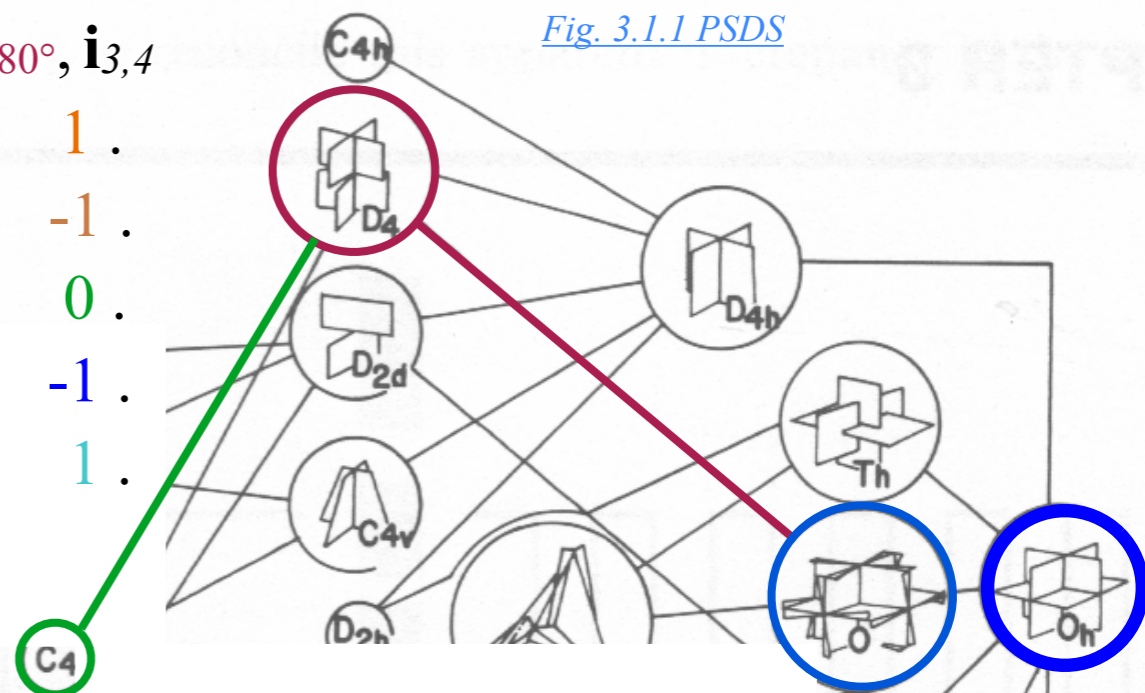 Fig. 3.1.1 PSDS
80°, i3,4
1 .
-1 .
0 .
-1 .
1 .
C4h
D4
D4h
D2d
Th
C4v
D2h
O
Oh
C4